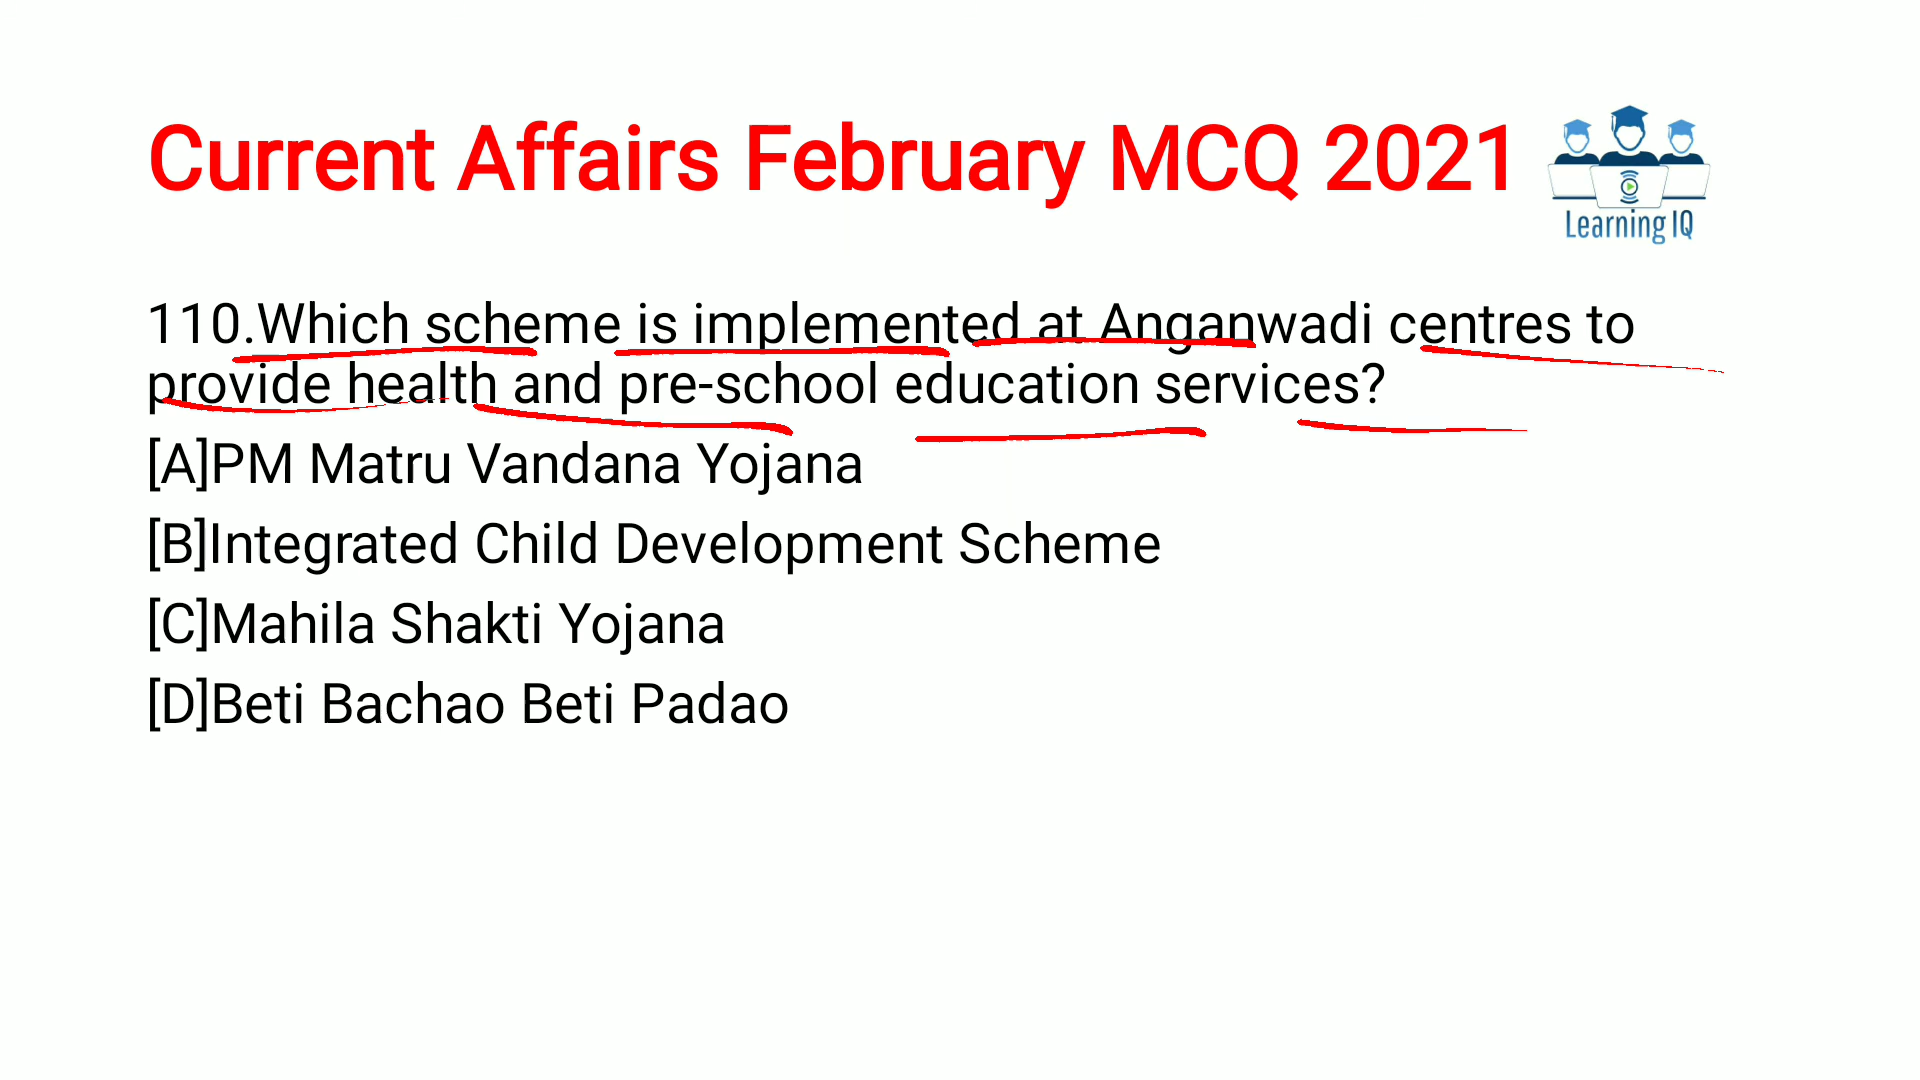 Current Affairs February MCQ 2021
Learning IQ
110.Which scheme is implemented at Anganwadi centres to
provide health and pre-school education services?
[A]PM Matru Vandana Yojana
[B]Integrated Child Development Scheme
[C]Mahila Shakti Yojana
[D]Beti Bachao Beti Padao